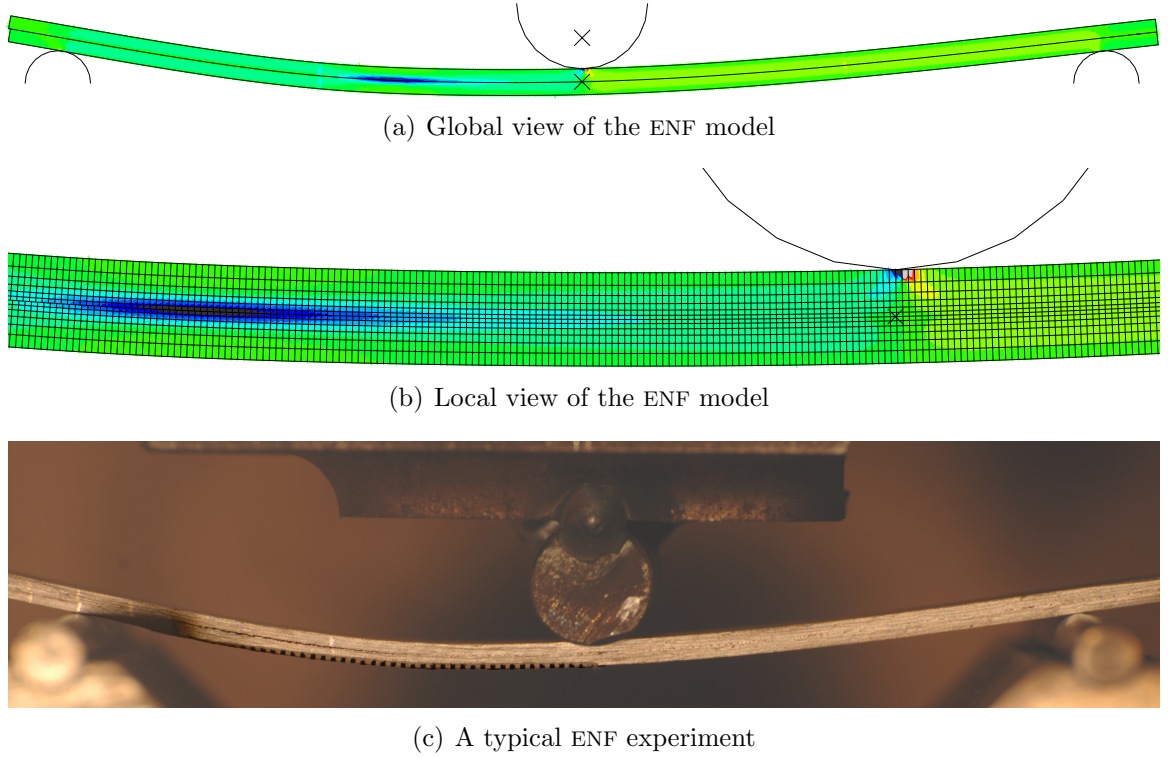 (a) Global view of the ENF model
(b) Local view of the ENF model
(c) A typical ENF experiment